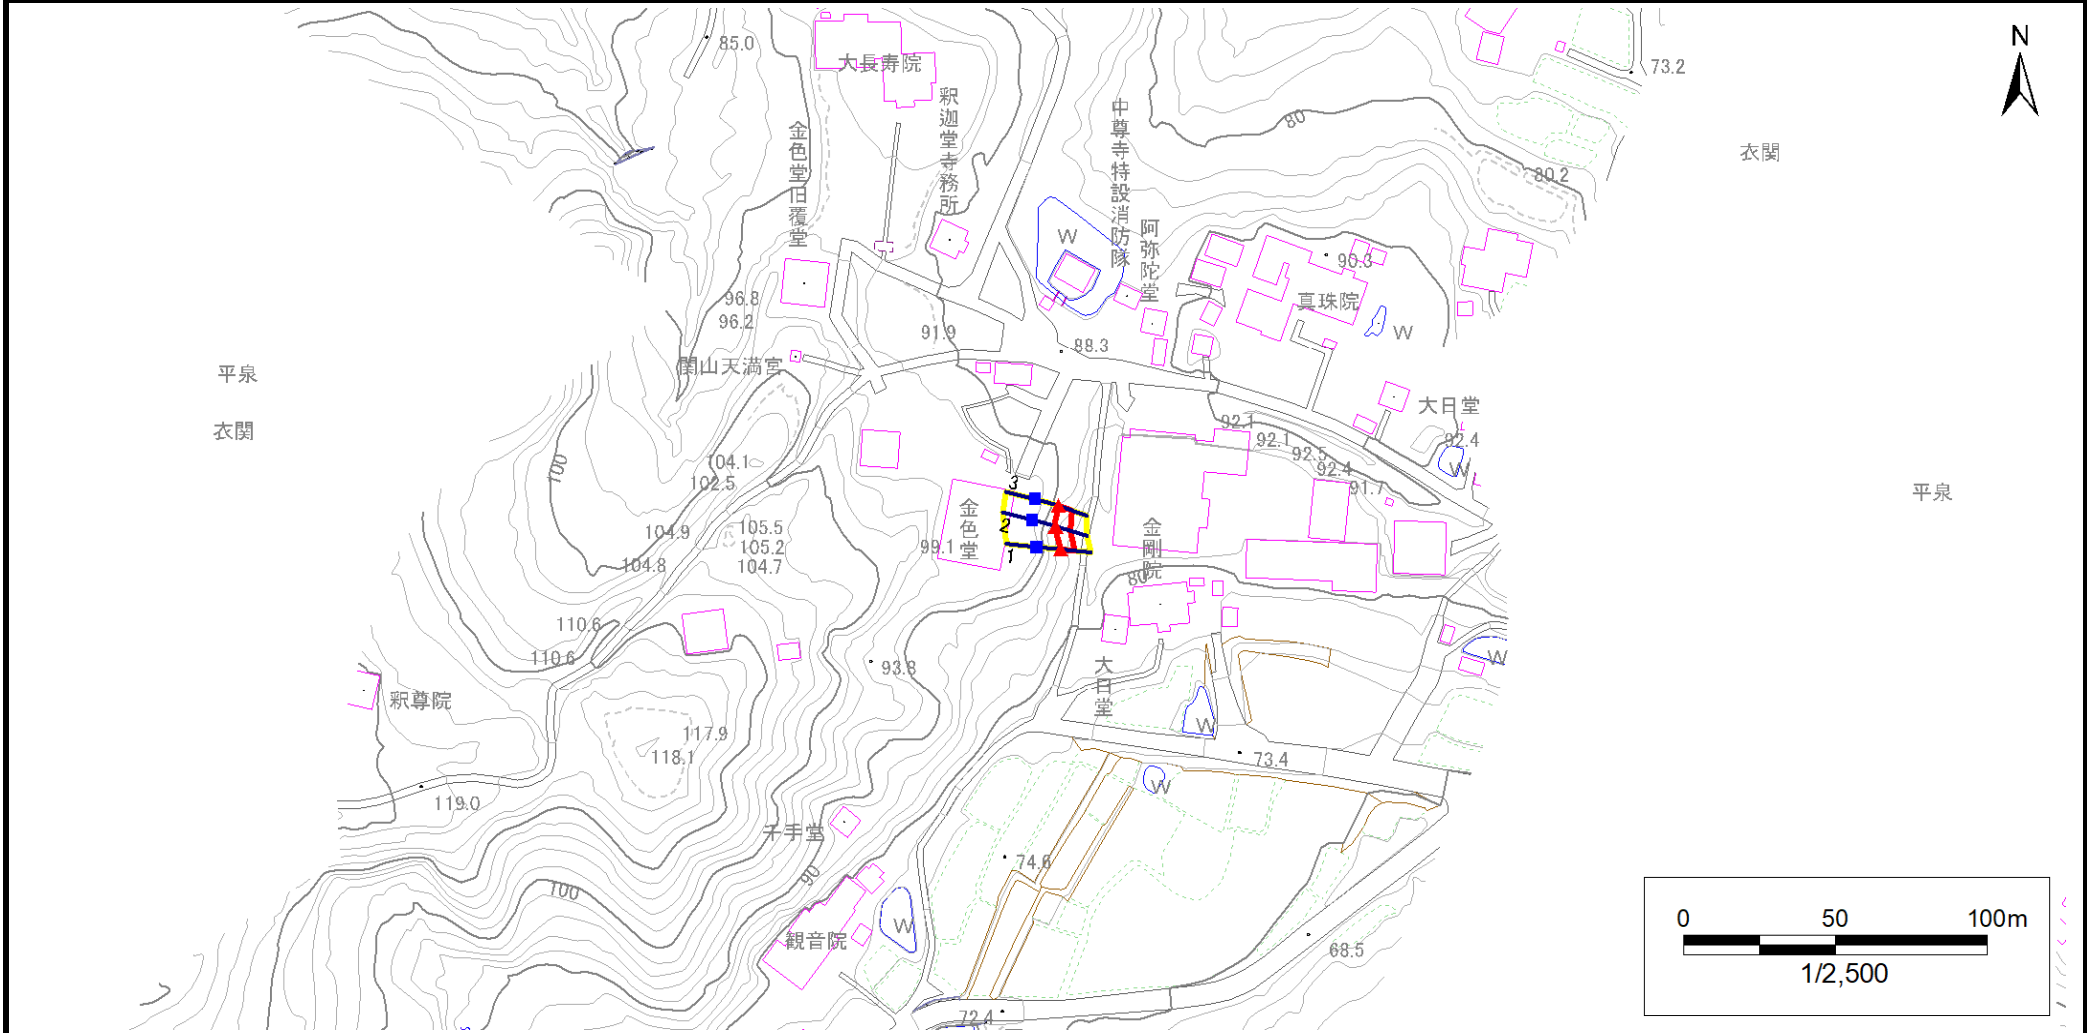 85.0
大長寿院
73.2
N
釈迦堂寺務所
中尊寺特設消防隊
80
金色堂旧覆堂
衣関
80.2
阿弥陀堂
W
90.3
96.8
真珠院
96.2
91.9
W
88.3
関山天満宮
平泉
大日堂
92.1
衣関
92.1
92.4
92.5
104.1
100
92.4
W
102.5
3
91.7
平泉
金色堂
105.5
2
104.9
金剛院
105.2
99.1
1
104.8
104.7
80
110.6
110.6
W
93.8
大日堂
釈尊院
W
117.9
118.1
73.4
W
119.0
千手堂
74.6
90
100
W
観音院
68.5
72.4
0 50 100m
1/2,500